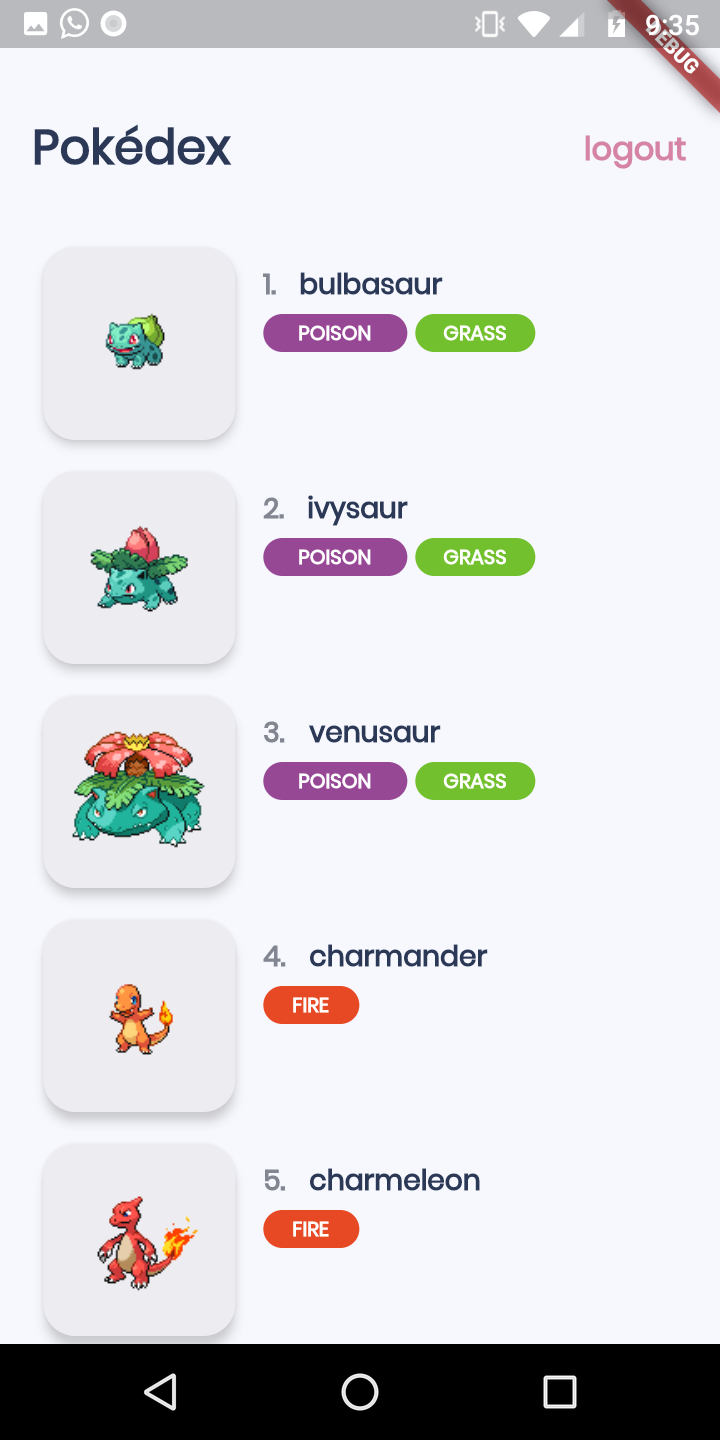 9:35
DEBUG
Pokédex
logout
1. bulbasaur
POISON GRASS
2. ivysaur
POISON GRASS
3. venusaur
POISON GRASS
4. charmander
FIRE
5. charmeleon
FIRE